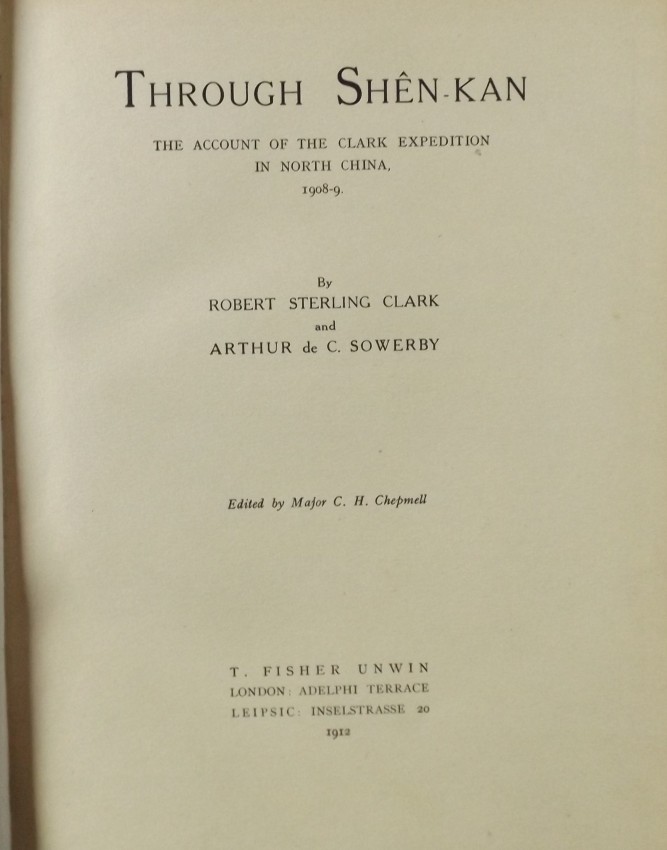 THROUGH SHÊN-KAN
THE ACCOUNT OF THE CLARK EXPEDITION
IN NORTH CHINA,
1908-9.
By
ROBERT STERLING CLARK
and
ARTHUR de C. SOWERBY
Edited by Major C. H. Chepmell
T. FISHER UNWIN
LONDON: ADELPHI TERRACE
LEIPSIC: INSELSTRASSE 20
1912